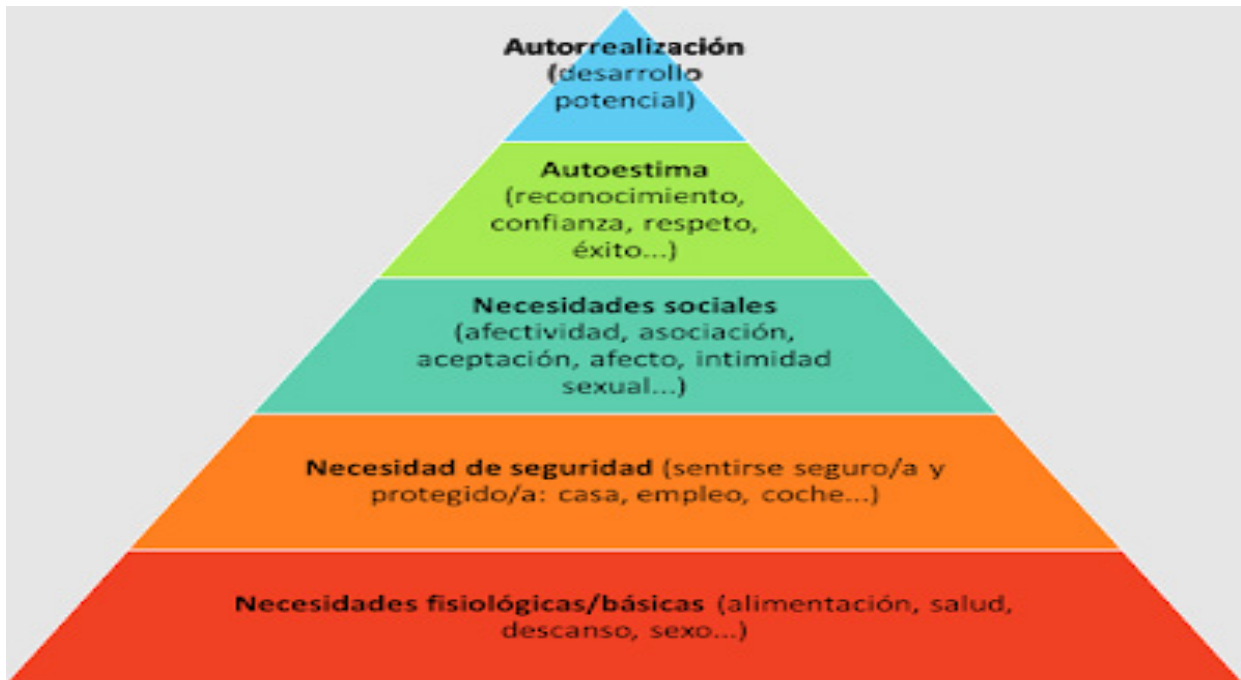 Autorrealización
(desarrollo
potencial)
Autoestima
(reconocimiento,
confianza, respeto,
éxito...)
Necesidades sociales
(afectividad, asociación,
aceptación, afecto, intimidad
sexual...)
Necesidad de seguridad (sentirse seguro/a y
protegido/a: casa, empleo, coche...)
Necesidades fisiológicas/básicas (alimentación, salud,
descanso, sexo...)